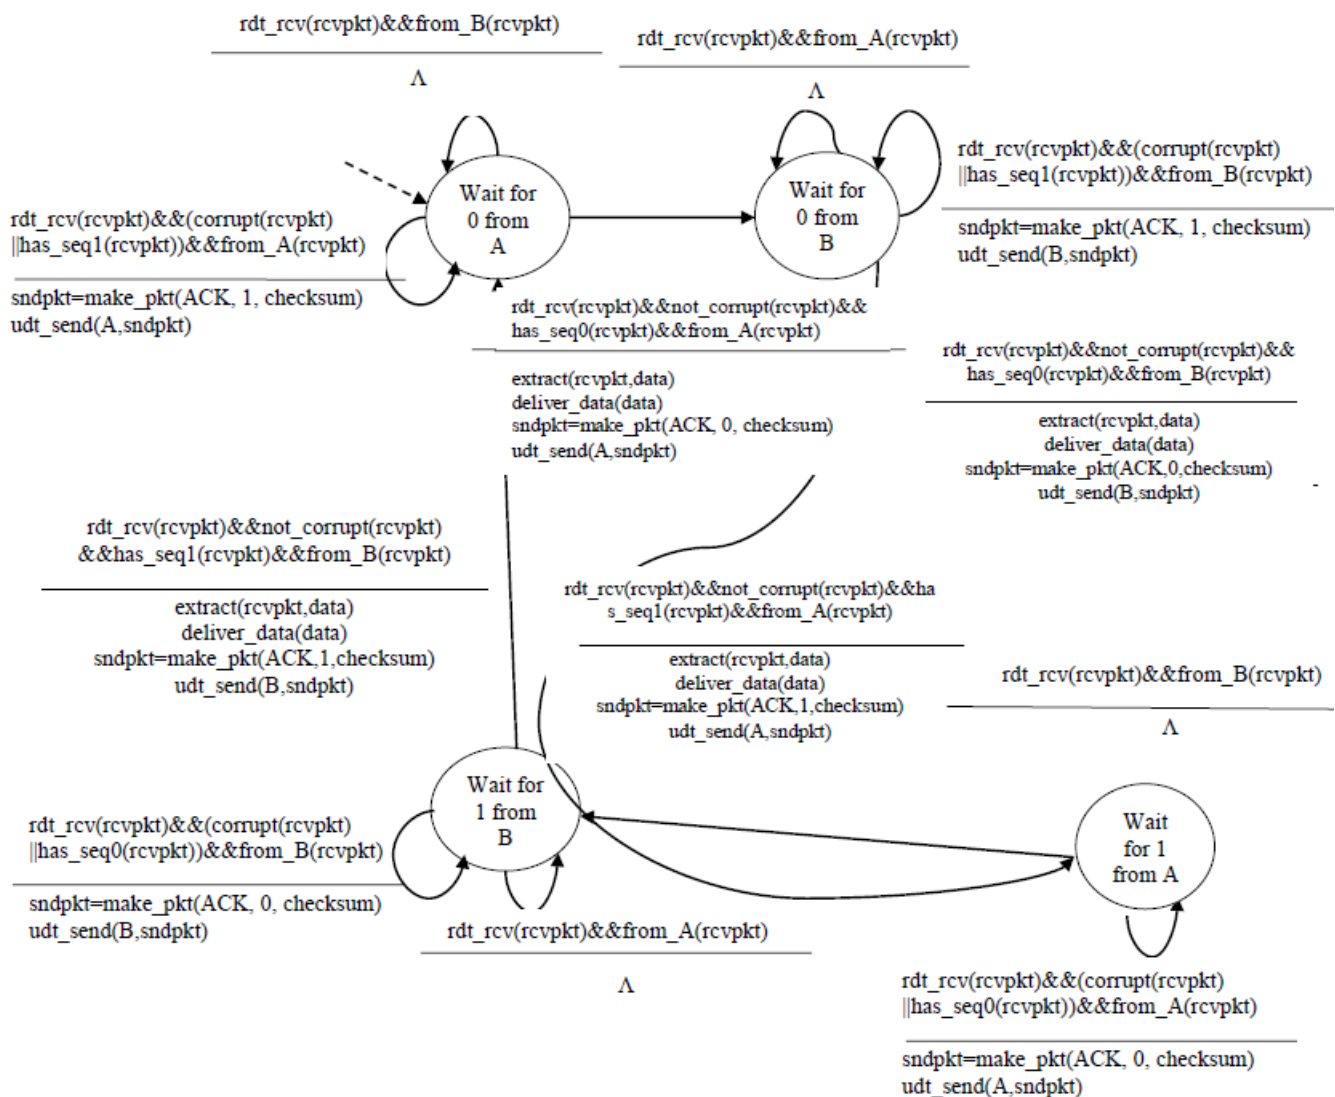 rdt_rcv(rcvpkt)&&from_B(rcvpkt)
Λ
rdt_rcv(rcvpkt)&&from_A(rcvpkt)
Λ
Wait for
0 from
A
Wait for
0 from
B
rdt_rcv(rcvpkt)&&(corrupt(rcvpkt)
||has_seq1(rcvpkt))&&from_B(rcvpkt)
sndpkt=make_pkt(ACK, 1, checksum)
udt_send(B,sndpkt)
rdt_rcv(rcvpkt)&&(corrupt(rcvpkt)
||has_seq1(rcvpkt))&&from_A(rcvpkt)
sndpkt=make_pkt(ACK, 1, checksum)
udt_send(A,sndpkt)
rdt_rcv(rcvpkt)&&not_corrupt(rcvpkt)&&
has_seq0(rcvpkt)&&from_A(rcvpkt)
extract(rcvpkt,data)
deliver_data(data)
sndpkt=make_pkt(ACK, 0, checksum)
udt_send(A,sndpkt)
rdt_rcv(rcvpkt)&&not_corrupt(rcvpkt)&&
has_seq0(rcvpkt)&&from_B(rcvpkt)
extract(rcvpkt,data)
deliver_data(data)
sndpkt=make_pkt(ACK,0,checksum)
udt_send(B,sndpkt)
rdt_rcv(rcvpkt)&&not_corrupt(rcvpkt)
&&has_seq1(rcvpkt)&&from_B(rcvpkt)
extract(rcvpkt,data)
deliver_data(data)
sndpkt=make_pkt(ACK,1,checksum)
udt_send(B,sndpkt)
rdt_rcv(rcvpkt)&&not_corrupt(rcvpkt)&&ha
s_seq1(rcvpkt)&&from_A(rcvpkt)
extract(rcvpkt,data)
deliver_data(data)
sndpkt=make_pkt(ACK,1,checksum)
udt_send(A,sndpkt)
rdt_rcv(rcvpkt)&&from_B(rcvpkt)
Λ
Wait for
1 from
B
Wait
for 1
from A
rdt_rcv(rcvpkt)&&(corrupt(rcvpkt)
||has_seq0(rcvpkt))&&from_B(rcvpkt)
sndpkt=make_pkt(ACK, 0, checksum)
udt_send(B,sndpkt)
rdt_rcv(rcvpkt)&&from_A(rcvpkt)
Λ
rdt_rcv(rcvpkt)&&(corrupt(rcvpkt)
||has_seq0(rcvpkt))&&from_A(rcvpkt)
sndpkt=make_pkt(ACK, 0, checksum)
udt_send(A,sndpkt)